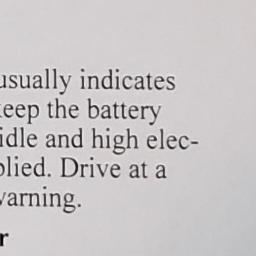 usually indicates
keep the battery
idle and high elec-
plied. Drive at a
warning.
r